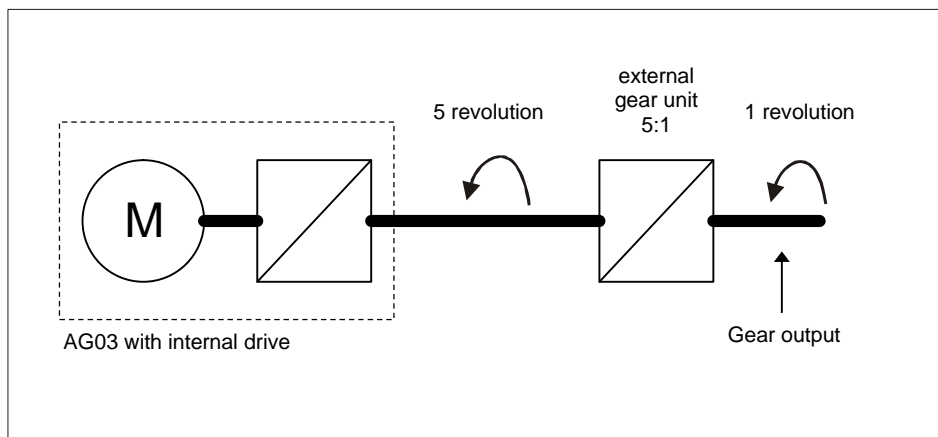 external
gear unit
5:1
5 revolution
1 revolution
M
AG03 with internal drive
Gear output